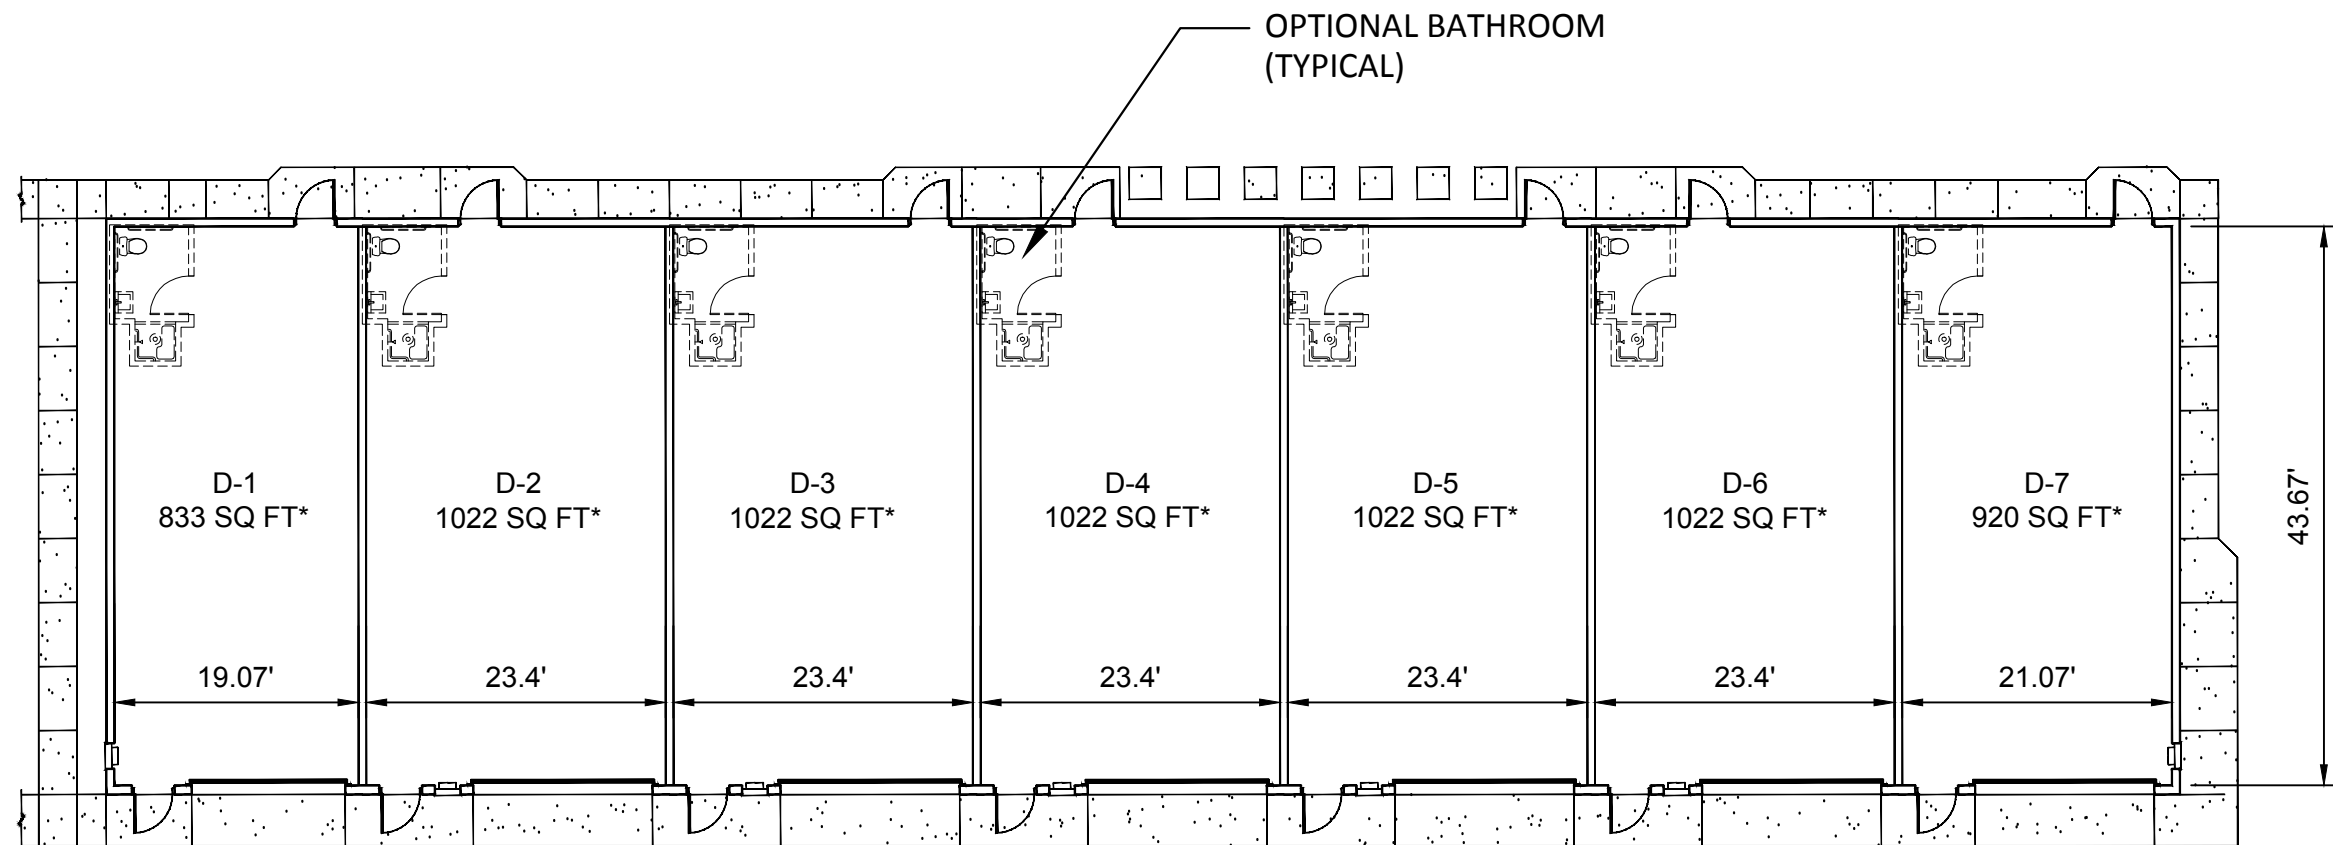 OPTIONAL BATHROOM
(TYPICAL)
D-1
833 SQ FT*
D-2
1022 SQ FT*
D-3
1022 SQ FT*
D-4
1022 SQ FT*
D-5
1022 SQ FT*
D-6
1022 SQ FT*
D-7
920 SQ FT*
43.67'
19.07'
23.4'
23.4'
23.4'
23.4'
23.4'
21.07'